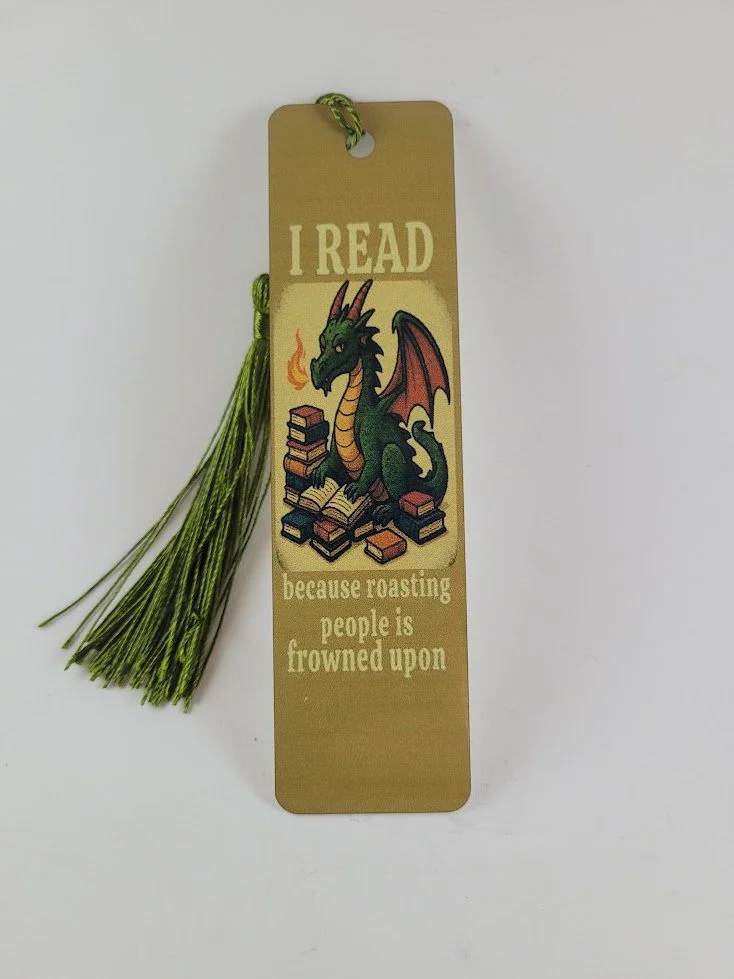 I READ
because roasting
people is
frowned upon